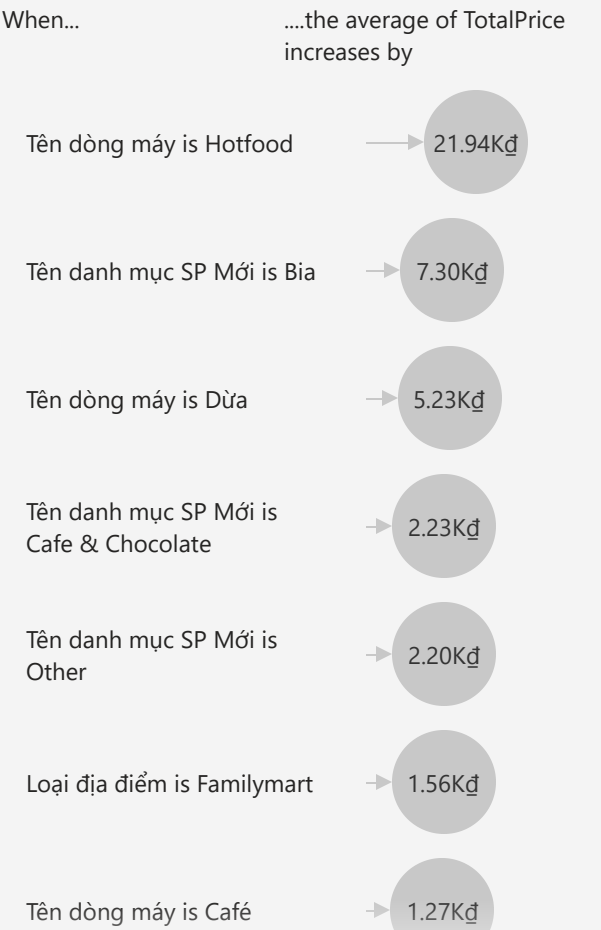 When...
....the average of TotalPrice
increases by
Tên dòng máy is Hotfood
21.94K₫
Tên danh mục SP Mới is Bia
7.30K₫
Tên dòng máy is Dừa
5.23K₫
Tên danh mục SP Mới is
Cafe & Chocolate
2.23K₫
Tên danh mục SP Mới is
Other
2.20K₫
Loại địa điểm is Familymart
1.56K₫
Tên dòng máy is Café
1.27K₫